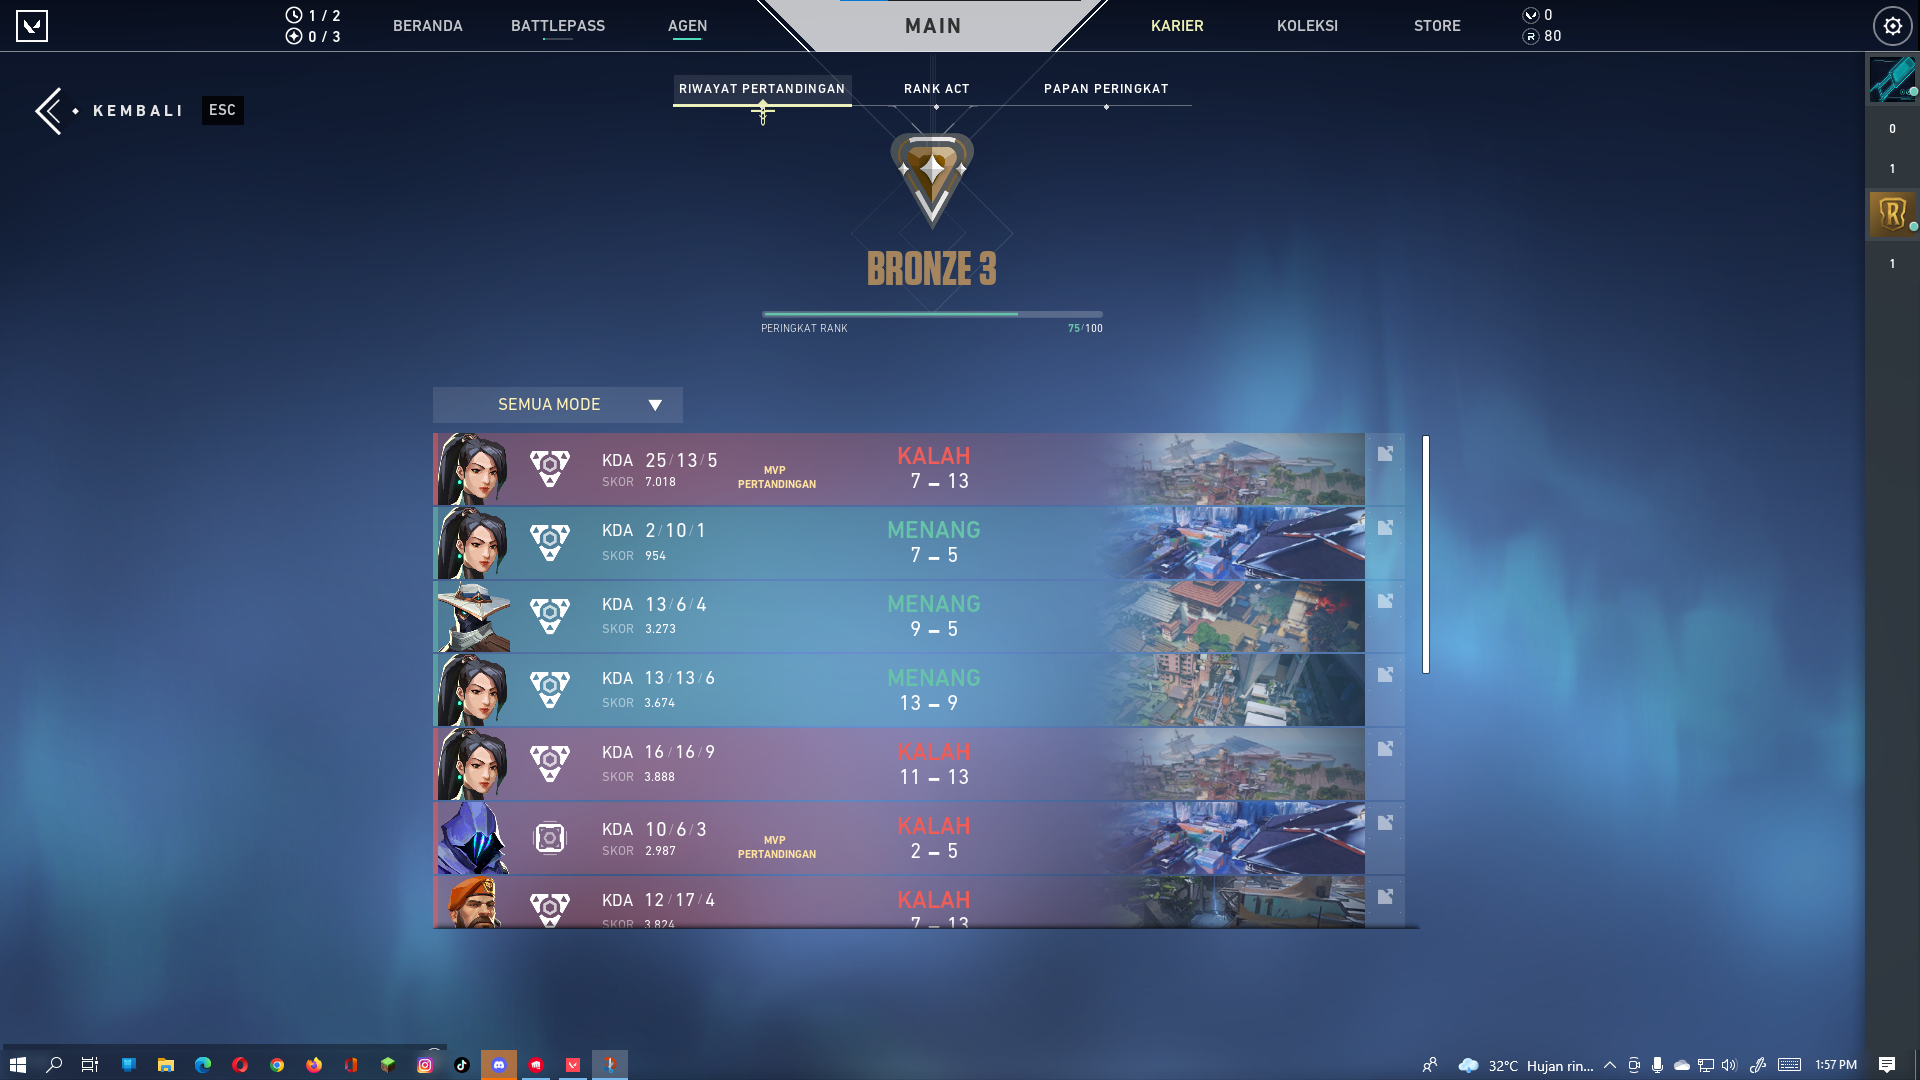 1 / 2
0 / 3
BERANDA
BATTLEPASS
AGEN
MAIN
KARIER
KOLEKSI
STORE
0
80
KEMBALI
ESC
RIWAYAT PERTANDINGAN
RANK ACT
PAPAN PERINGKAT
0
1
R
1
BRONZE 3
PERINGKAT RANK
75/100
SEMUA MODE
KDA 25/13/5
SKOR 7.018
MVP
PERTANDINGAN
KALAH
7 – 13
KDA 2/10/1
SKOR 954
MENANG
7 – 5
KDA 13/6/4
SKOR 3.273
MENANG
9 – 5
KDA 13/13/6
SKOR 3.674
MENANG
13 – 9
KDA 16/16/9
SKOR 3.888
KALAH
11 – 13
KDA 10/6/3
SKOR 2.987
MVP
PERTANDINGAN
KALAH
2 – 5
KDA 12/17/4
SKOR 3.824
KALAH
7 – 13
32°C Hujan rin...
1:57 PM